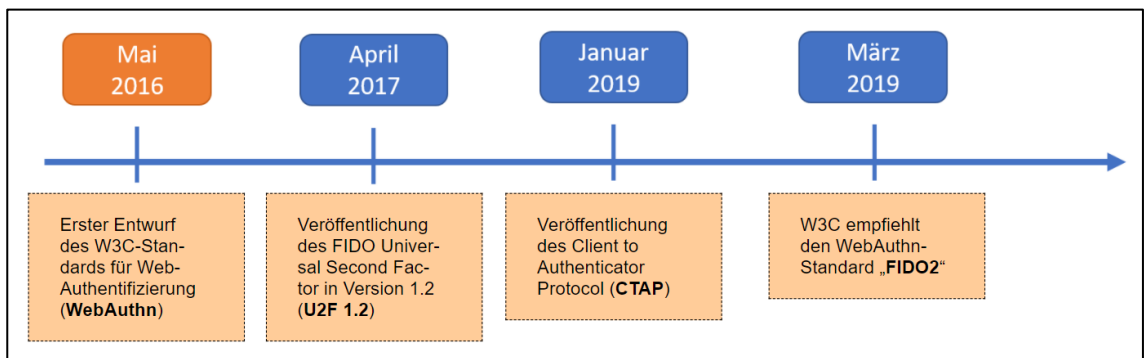 Mai
2016
April
2017
Januar
2019
März
2019
Erster Entwurf
des W3C-Stan-
dards für Web-
Authentifizierung
(WebAuthn)
Veröffentlichung
des FIDO Univer-
sal Second Fac-
tor in Version 1.2
(U2F 1.2)
Veröffentlichung
des Client to
Authenticator
Protocol (CTAP)
W3C empfiehlt
den WebAuthn-
Standard „FIDO2“